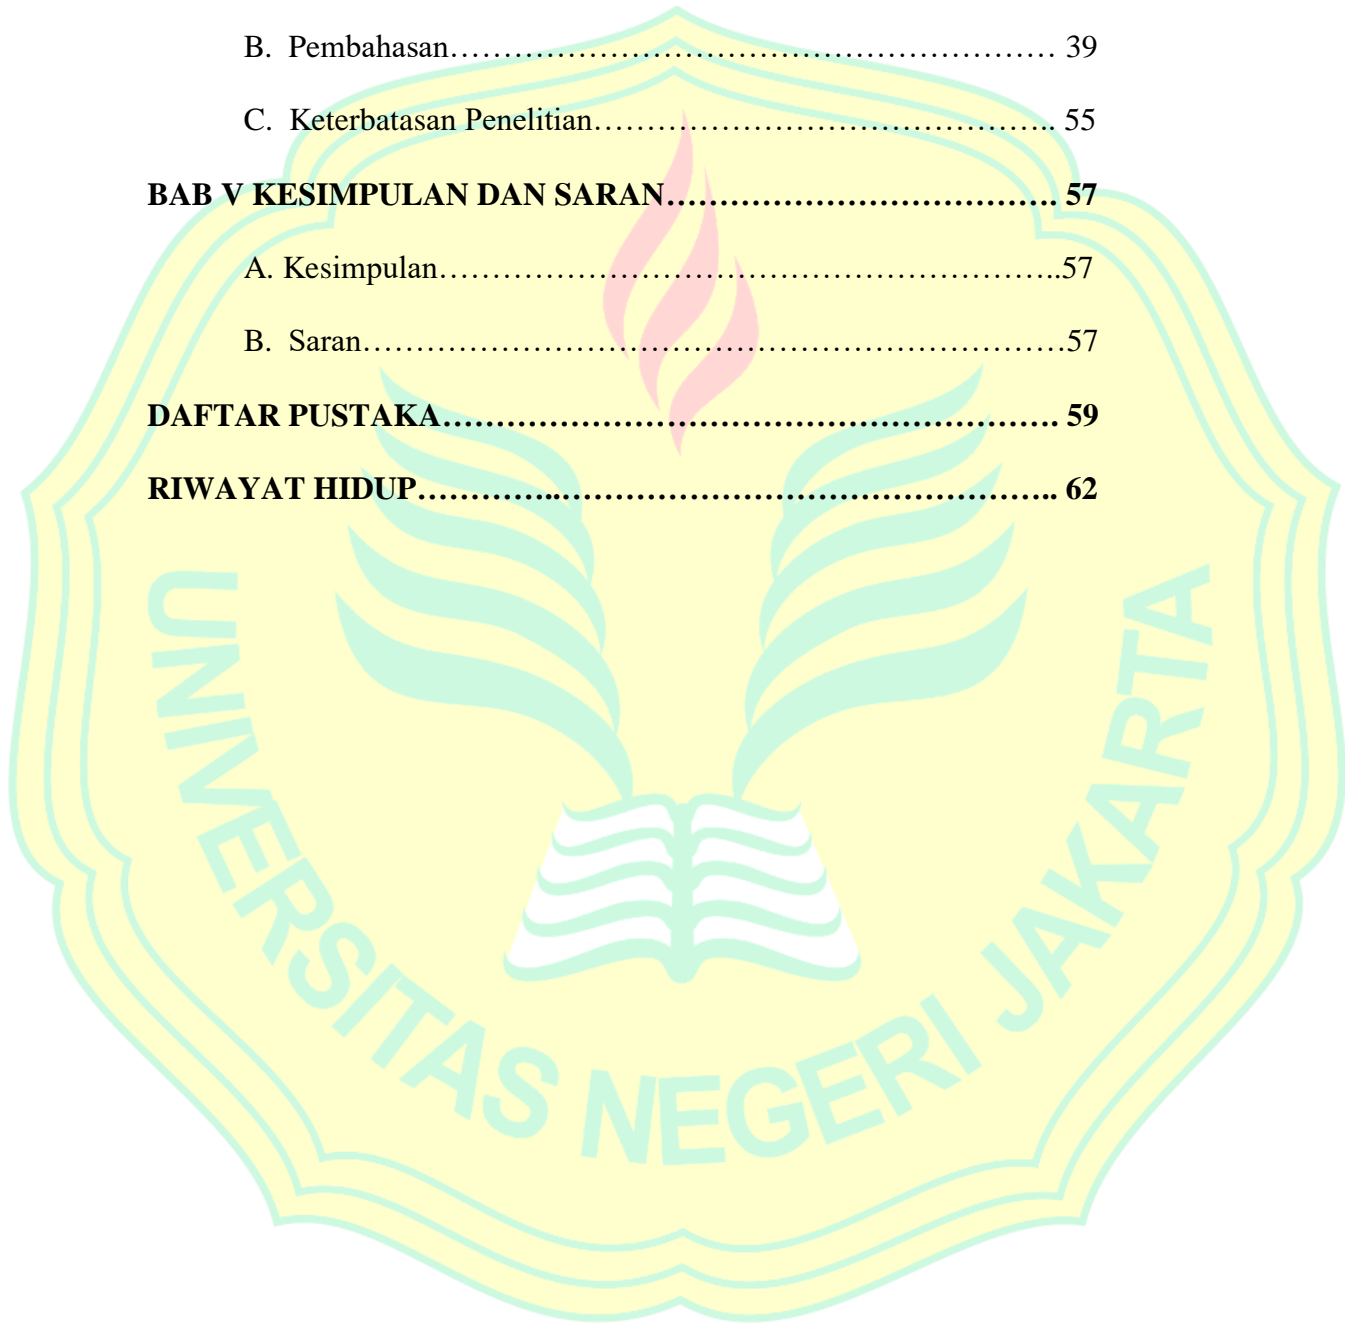 B. Pembahasan………………………………………………… 39
C. Keterbatasan Penelitian…………………………………….. 55
BAB V KESIMPULAN DAN SARAN………………………………. 57
A. Kesimpulan…………………………………………………..57
B. Saran…………………………………………………………57
DAFTAR PUSTAKA…………………………………………………. 59
RIWAYAT HIDUP…………..……………………………………….. 62
UNIVERSITAS NEGERI JAKARTA